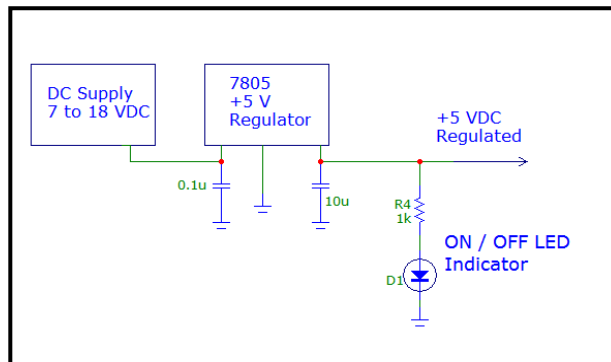 DC Supply
7 to 18 VDC
7805
+5 V
Regulator
+5 VDC
Regulated
0.1u
10u
R4
1k
ON / OFF LED
Indicator
D1